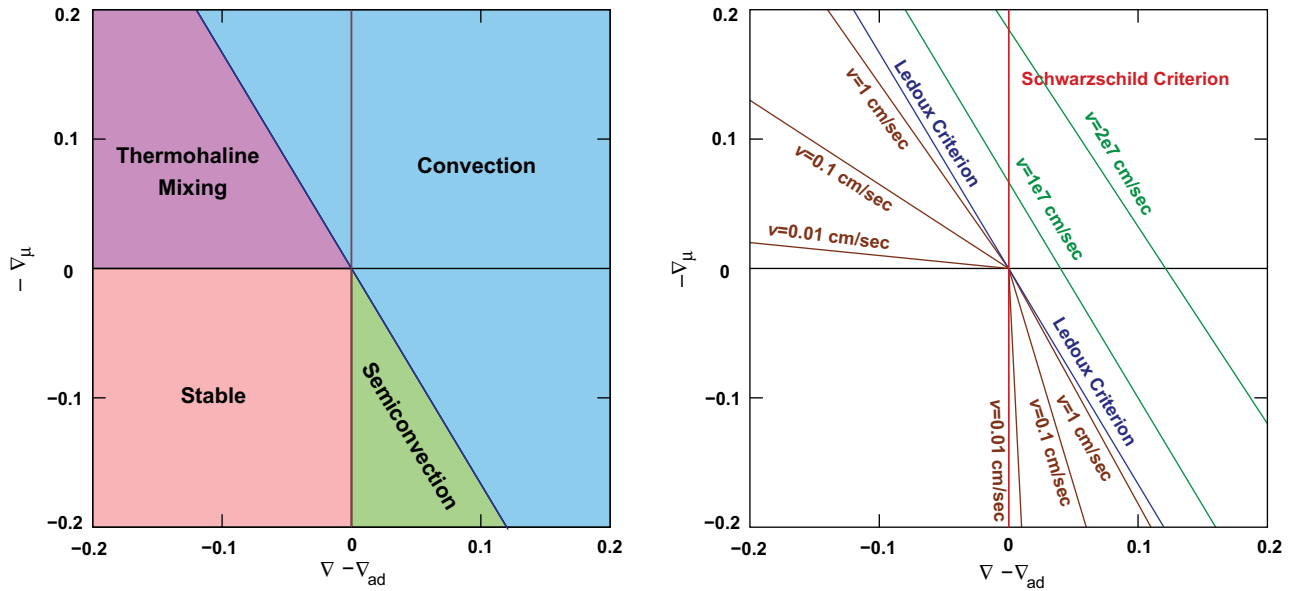 0.2
0.1
0
−0.1
−0.2
−0.2
−0.1
0
0.1
0.2
− ∇μ
∇ −∇ad
Thermohaline
Mixing
Convection
Stable
Semiconvection
0.2
0.1
0
−0.1
−0.2
−0.2
−0.1
0
0.1
0.2
−∇μ
∇ −∇ad
Schwarzschild Criterion
Ledoux Criterion
v=1 cm/sec
v=0.1 cm/sec
v=0.01 cm/sec
v=1e7 cm/sec
v=2e7 cm/sec
Ledoux Criterion
v=1 cm/sec
v=0.1 cm/sec
v=0.01 cm/sec